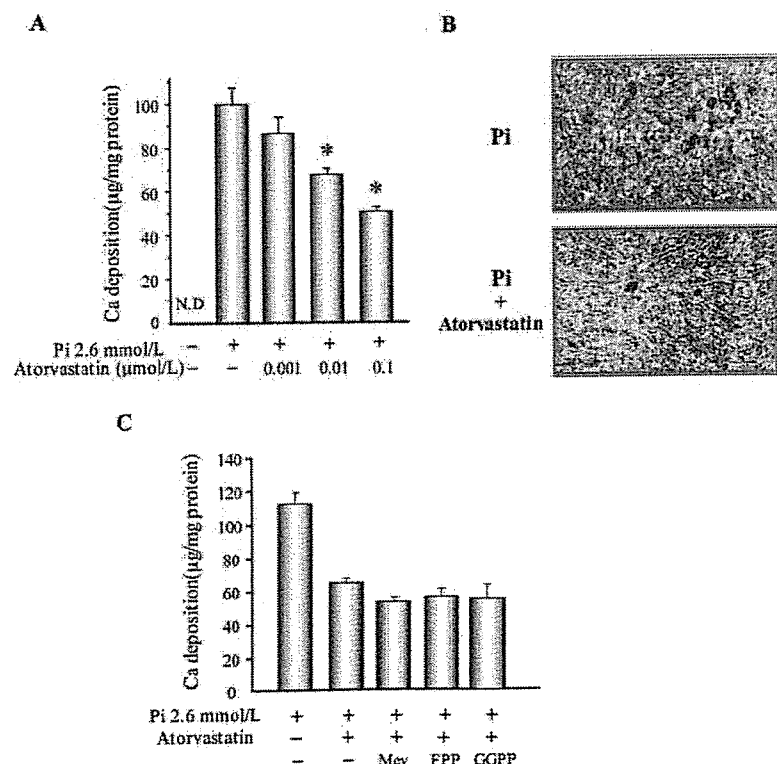 A
Ca deposition(µg/mg protein)
100
80
60
40
20
0
N.D
*
*
Pi 2.6 mmol/L – + + + +
Atorvastatin (µmol/L) – – 0.001 0.01 0.1
B
Pi
Pi
+
Atorvastatin
C
Ca deposition(µg/mg protein)
140
120
100
80
60
40
20
0
Pi 2.6 mmol/L + + + + +
Atorvastatin – + + + +
– – Mev FPP GGPP